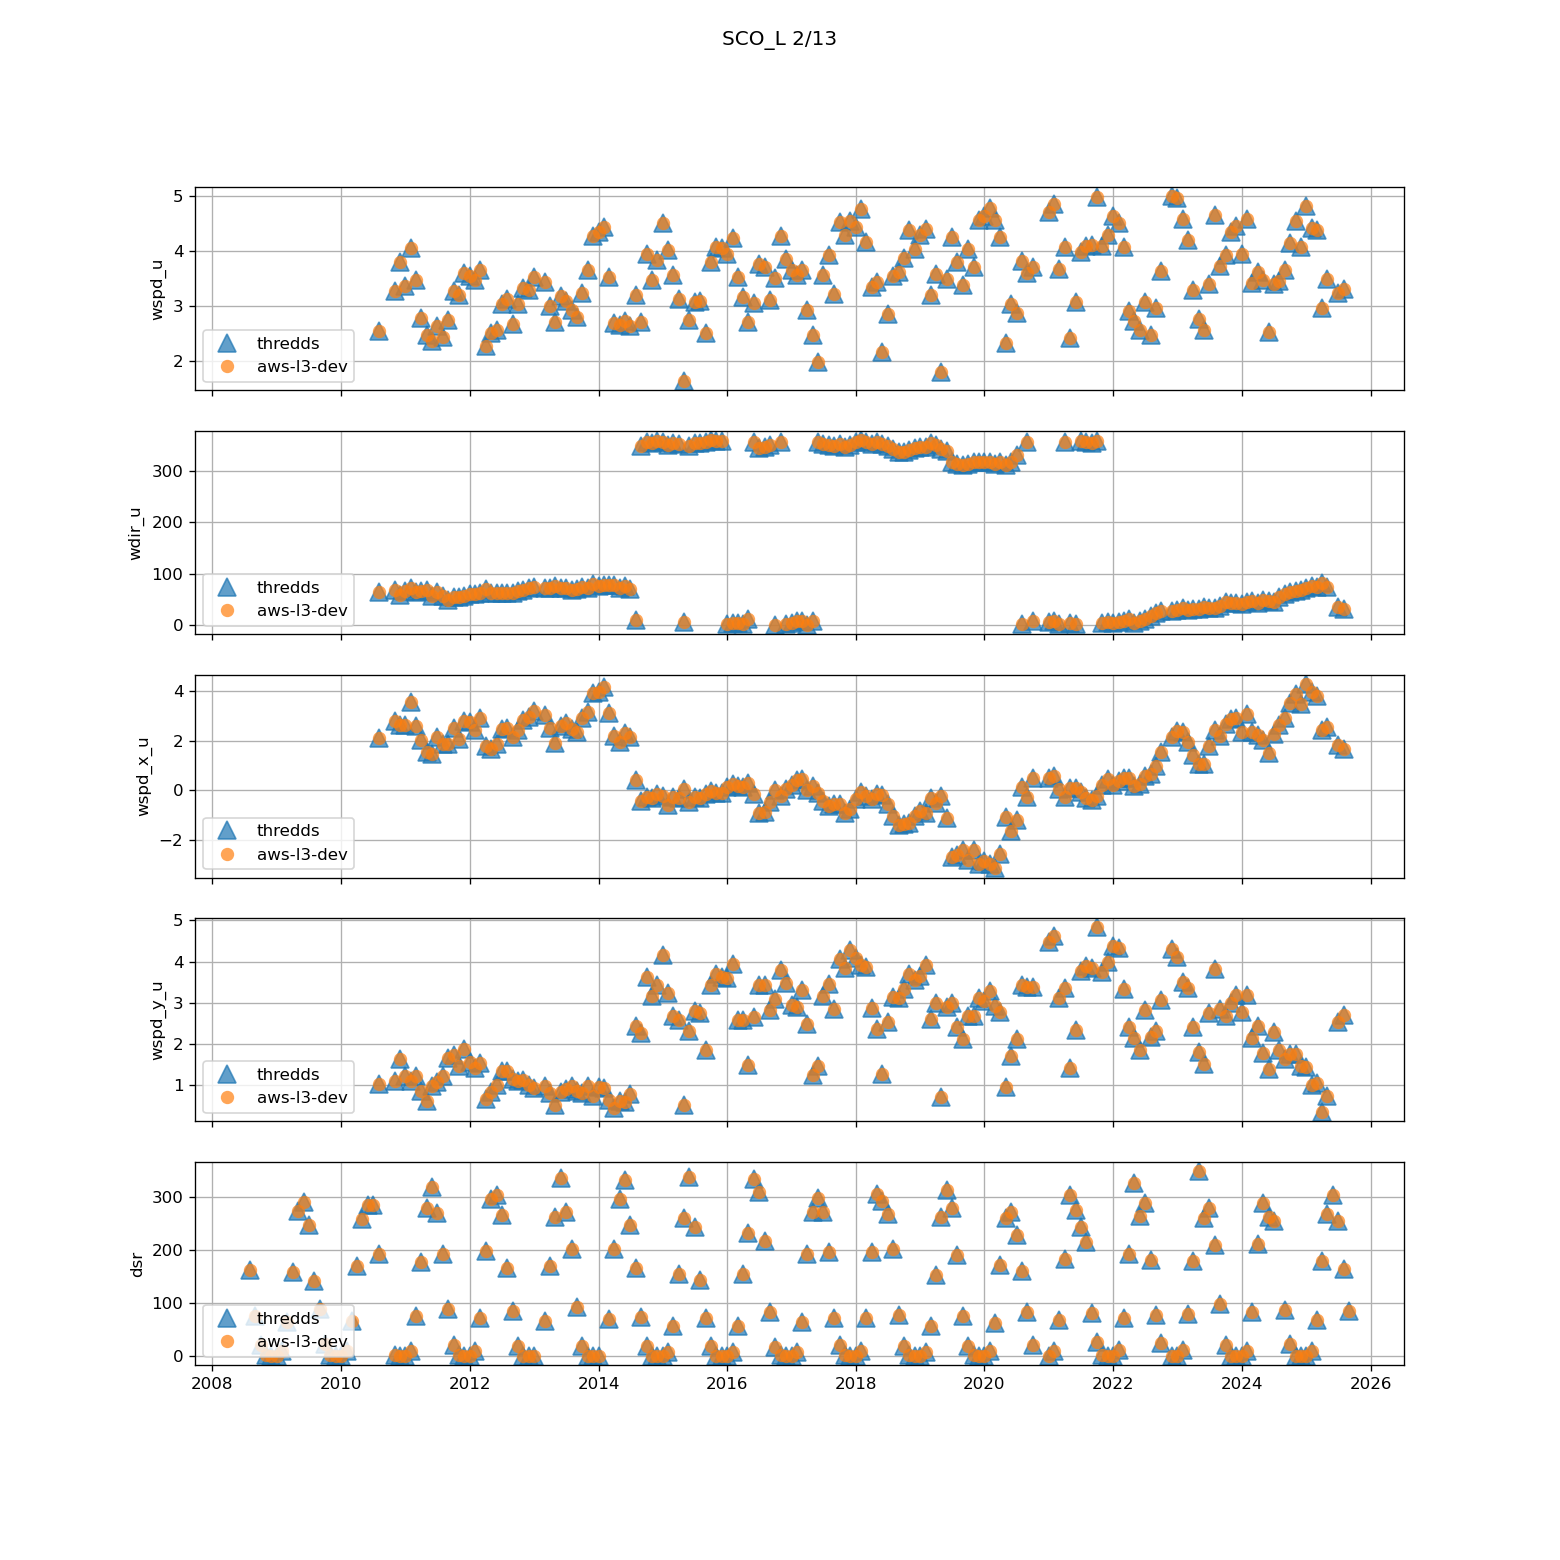 SCO_L 2/13
wspd_u
5
4
3
2
thredds
aws-l3-dev
wdir_u
300
200
100
0
thredds
aws-l3-dev
wspd_x_u
4
2
0
−2
thredds
aws-l3-dev
wspd_y_u
5
4
3
2
1
thredds
aws-l3-dev
dsr
300
200
100
0
thredds
aws-l3-dev
2008 2010 2012 2014 2016 2018 2020 2022 2024 2026